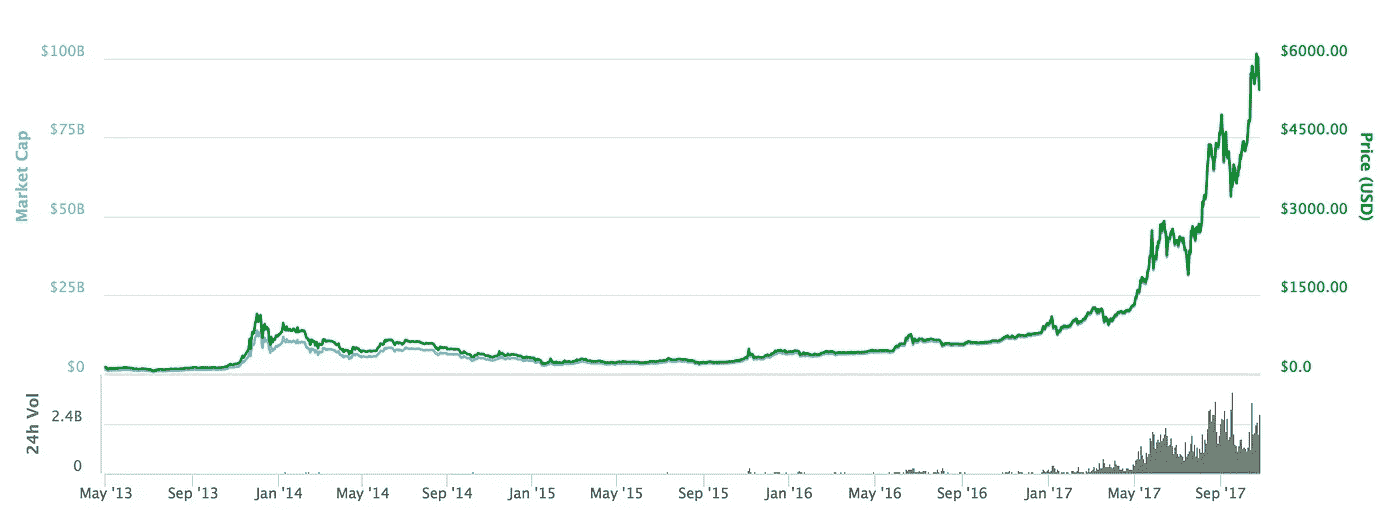 $100B
$6000.00
$75B
$4500.00
Market Cap
Price (USD)
$50B
$3000.00
$25B
$1500.00
$0
$0.0
24h Vol
2.4B
0
May '13 Sep '13 Jan '14 May '14 Sep '14 Jan '15 May '15 Sep '15 Jan '16 May '16 Sep '16 Jan '17 May '17 Sep '17